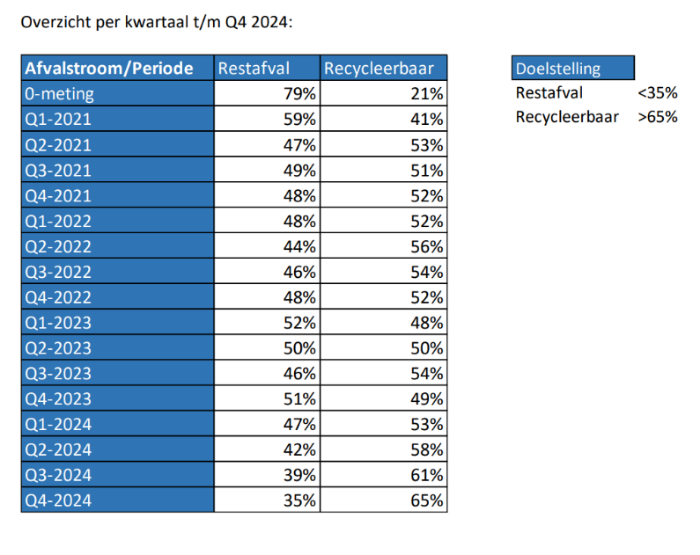 Overzicht per kwartaal t/m Q4 2024:
Afvalstroom/Periode Restafval Recycleerbaar
0-meting 79% 21%
Q1-2021 59% 41%
Q2-2021 47% 53%
Q3-2021 49% 51%
Q4-2021 48% 52%
Q1-2022 48% 52%
Q2-2022 44% 56%
Q3-2022 46% 54%
Q4-2022 48% 52%
Q1-2023 52% 48%
Q2-2023 50% 50%
Q3-2023 46% 54%
Q4-2023 51% 49%
Q1-2024 47% 53%
Q2-2024 42% 58%
Q3-2024 39% 61%
Q4-2024 35% 65%
Doelstelling
Restafval <35%
Recycleerbaar >65%